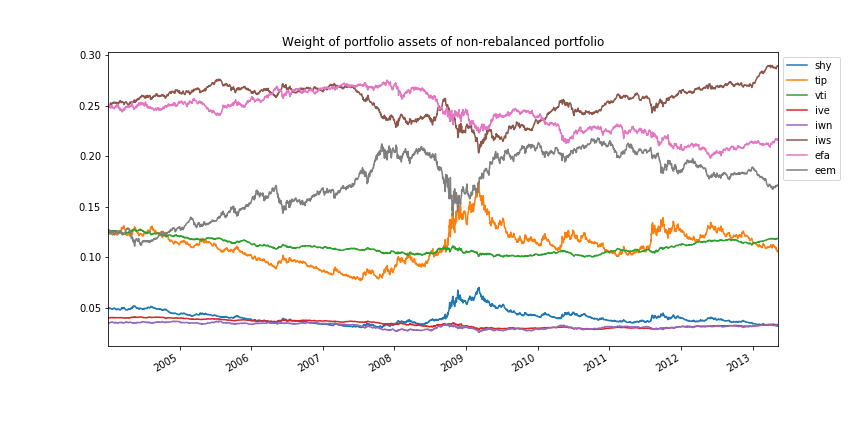 Weight of portfolio assets of non-rebalanced portfolio
0.30
0.25
0.20
0.15
0.10
0.05
2005
2006
2007
2008
2009
2010
2011
2012
2013
shy
tip
vti
ive
iwn
iws
efa
eem